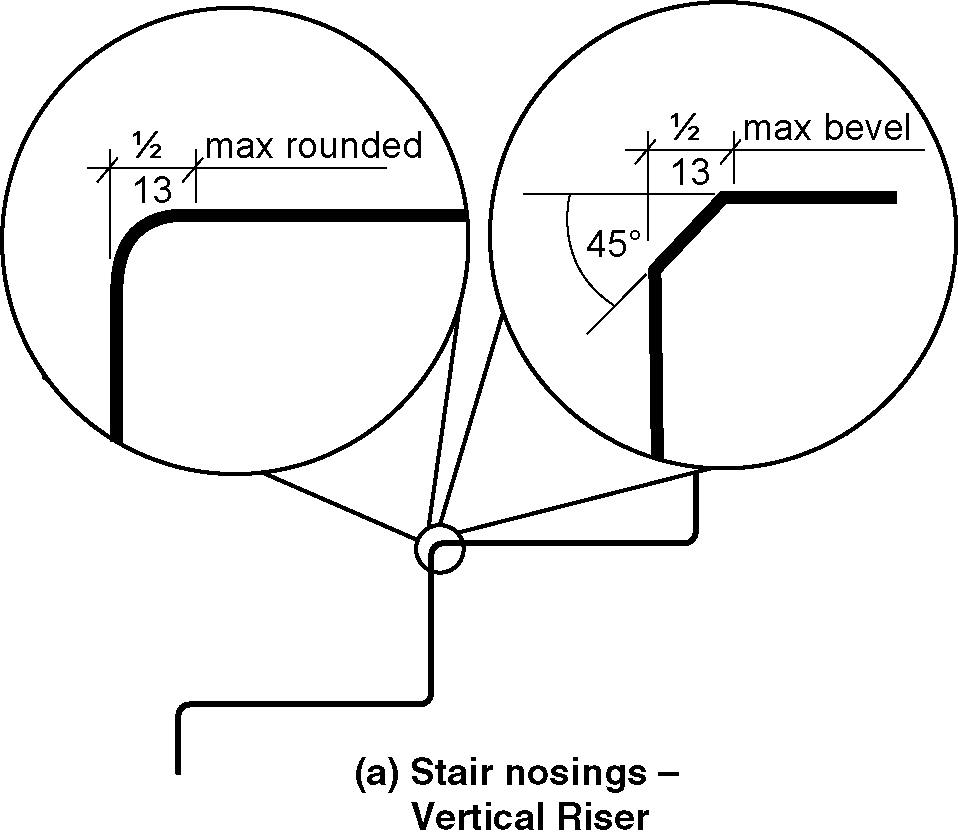 ½ max rounded
13
½ max bevel
13
45°
(a) Stair nosings –
Vertical Riser